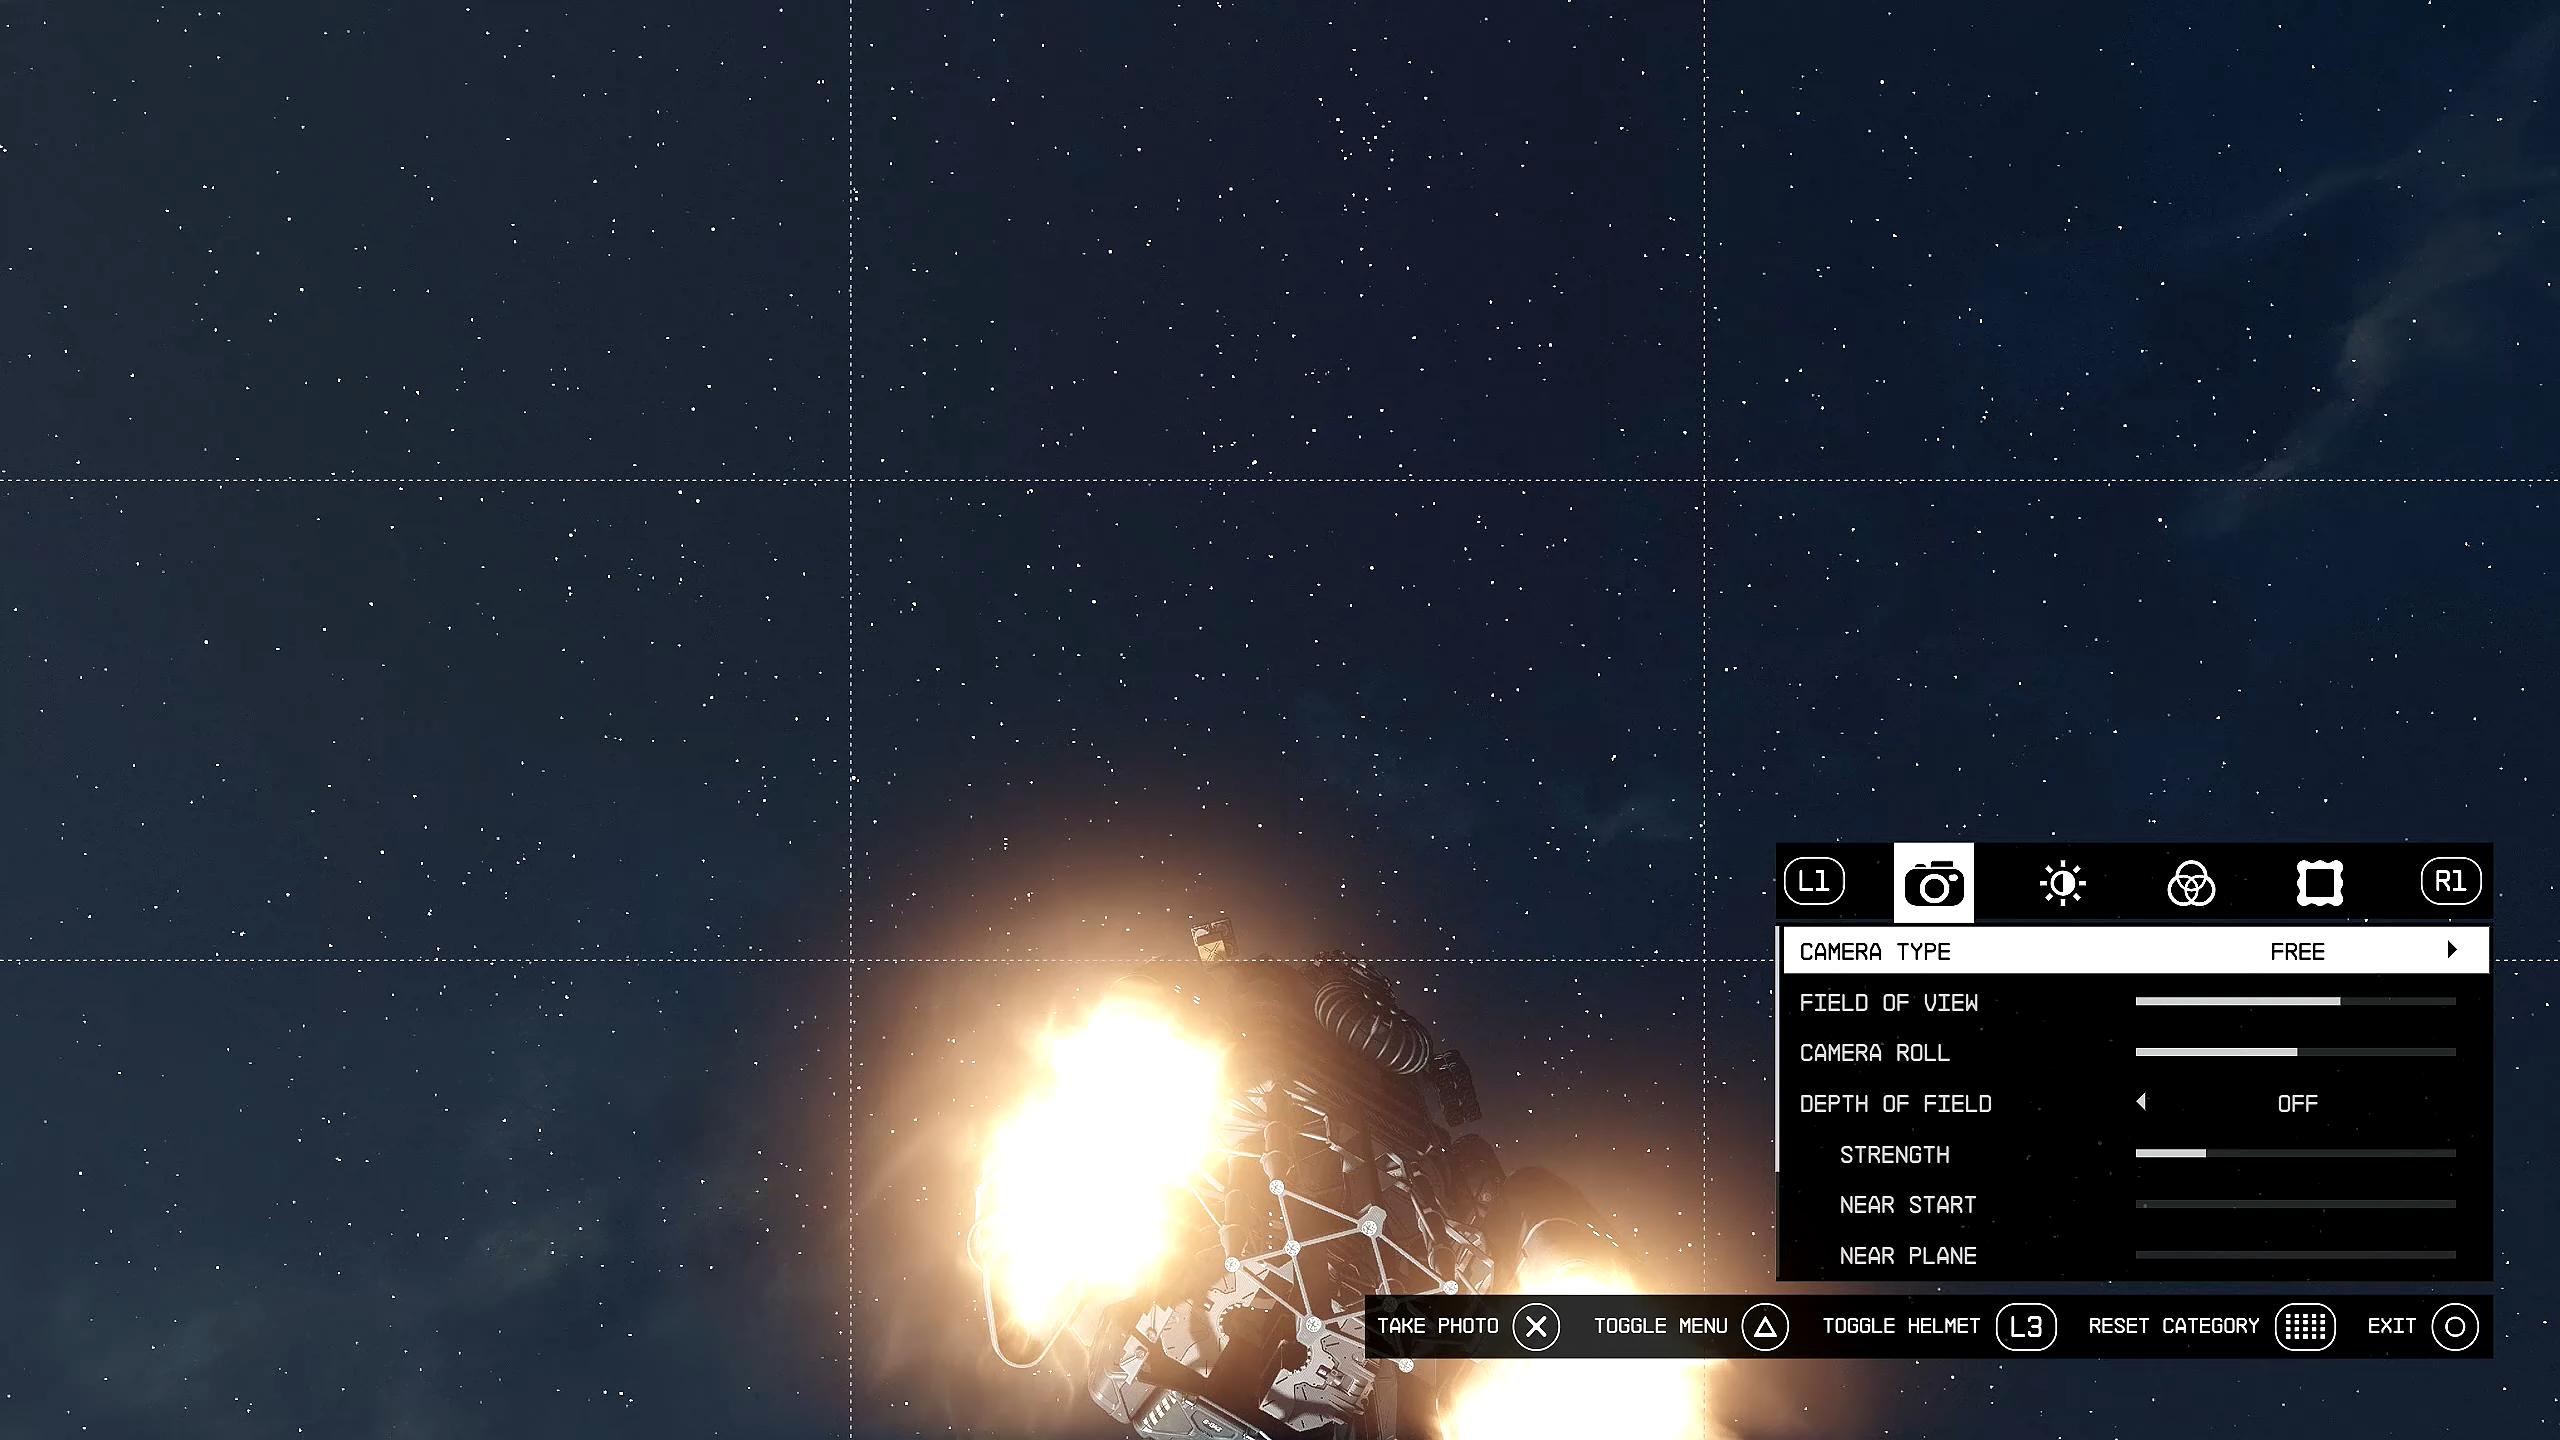 L1 R1
CAMERA TYPE FREE
FIELD OF VIEW
CAMERA ROLL
DEPTH OF FIELD OFF
STRENGTH
NEAR START
NEAR PLANE
TAKE PHOTO TOGGLE MENU TOGGLE HELMET L3 RESET CATEGORY EXIT